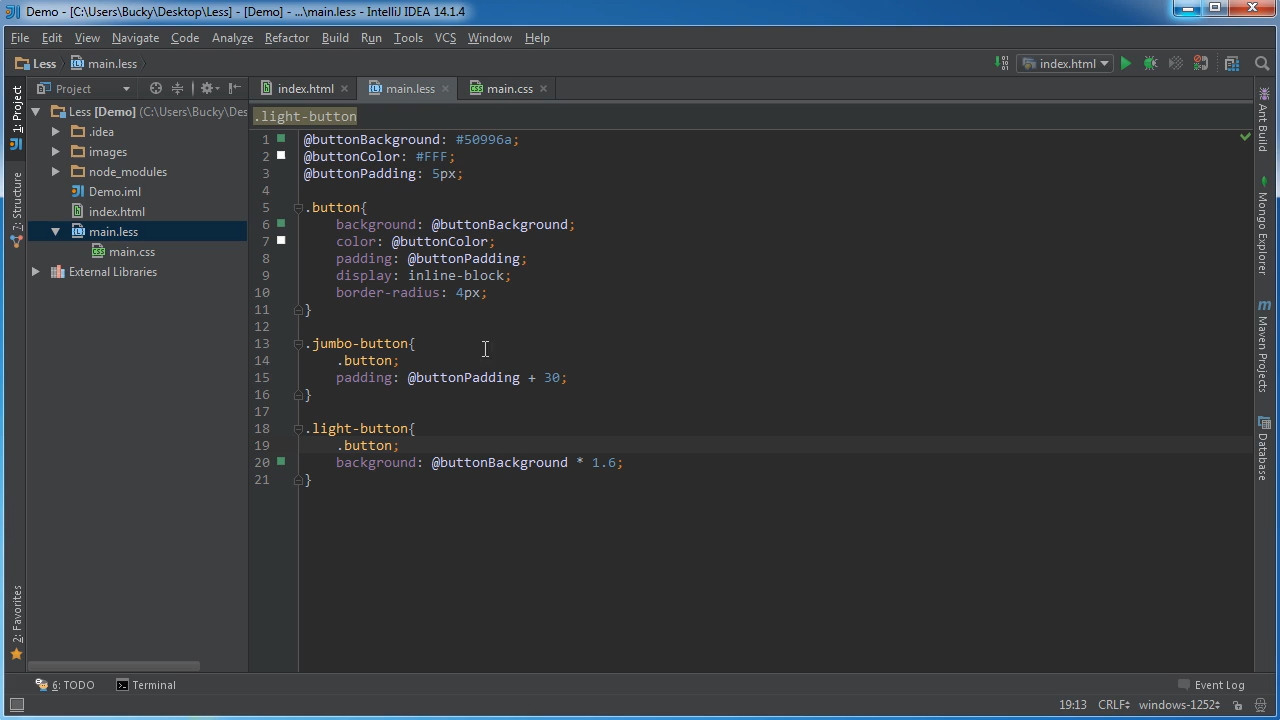 Demo - [C:\Users\Bucky\Desktop\Less] - [Demo] - ...\main.less - IntelliJ IDEA 14.1.4
File Edit View Navigate Code Analyze Refactor Build Run Tools VCS Window Help
Less main.less index.html
Project index.html main.less main.css
Less [Demo] (C:\Users\Bucky\Des
.idea
images
node_modules
Demo.iml
index.html
main.less
main.css
External Libraries
1: Project
7: Structure
2: Favorites
.light-button
1 @buttonBackground: #50996a;
2 @buttonColor: #FFF;
3 @buttonPadding: 5px;
4
5 .button{
6 background: @buttonBackground;
7 color: @buttonColor;
8 padding: @buttonPadding;
9 display: inline-block;
10 border-radius: 4px;
11 }
12
13 .jumbo-button{
14 .button;
15 padding: @buttonPadding + 30;
16 }
17
18 .light-button{
19 .button;
20 background: @buttonBackground * 1.6;
21 }
Ant Build
Mongo Explorer
Maven Projects
Database
6: TODO Terminal Event Log
19:13 CRLF windows-1252